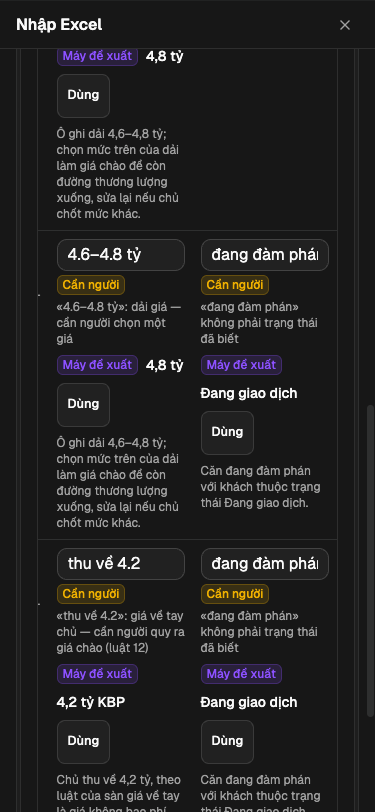 Nhập Excel
Máy đề xuất 4,8 tỷ
Dùng
Ô ghi dải 4,6–4,8 tỷ;
chọn mức trên của dải
làm giá chào để còn
đường thương lượng
xuống, sửa lại nếu chủ
chốt mức khác.
4.6–4.8 tỷ
Cần người
«4.6–4.8 tỷ»: dải giá —
cần người chọn một
giá
Máy đề xuất 4,8 tỷ
Dùng
Ô ghi dải 4,6–4,8 tỷ;
chọn mức trên của dải
làm giá chào để còn
đường thương lượng
xuống, sửa lại nếu chủ
chốt mức khác.
đang đàm phán
Cần người
«đang đàm phán»
không phải trạng thái
đã biết
Máy đề xuất
Đang giao dịch
Dùng
Căn đang đàm phán
với khách thuộc trạng
thái Đang giao dịch.
thu về 4.2
Cần người
«thu về 4.2»: giá về tay
chủ — cần người quy ra
giá chào (luật 12)
Máy đề xuất
4,2 tỷ KBP
Dùng
Chủ thu về 4,2 tỷ, theo
luật của sàn giá về tay
là giá không bao phí
đang đàm phán
Cần người
«đang đàm phán»
không phải trạng thái
đã biết
Máy đề xuất
Đang giao dịch
Dùng
Căn đang đàm phán
với khách thuộc trạng
thái Đang giao dịch.